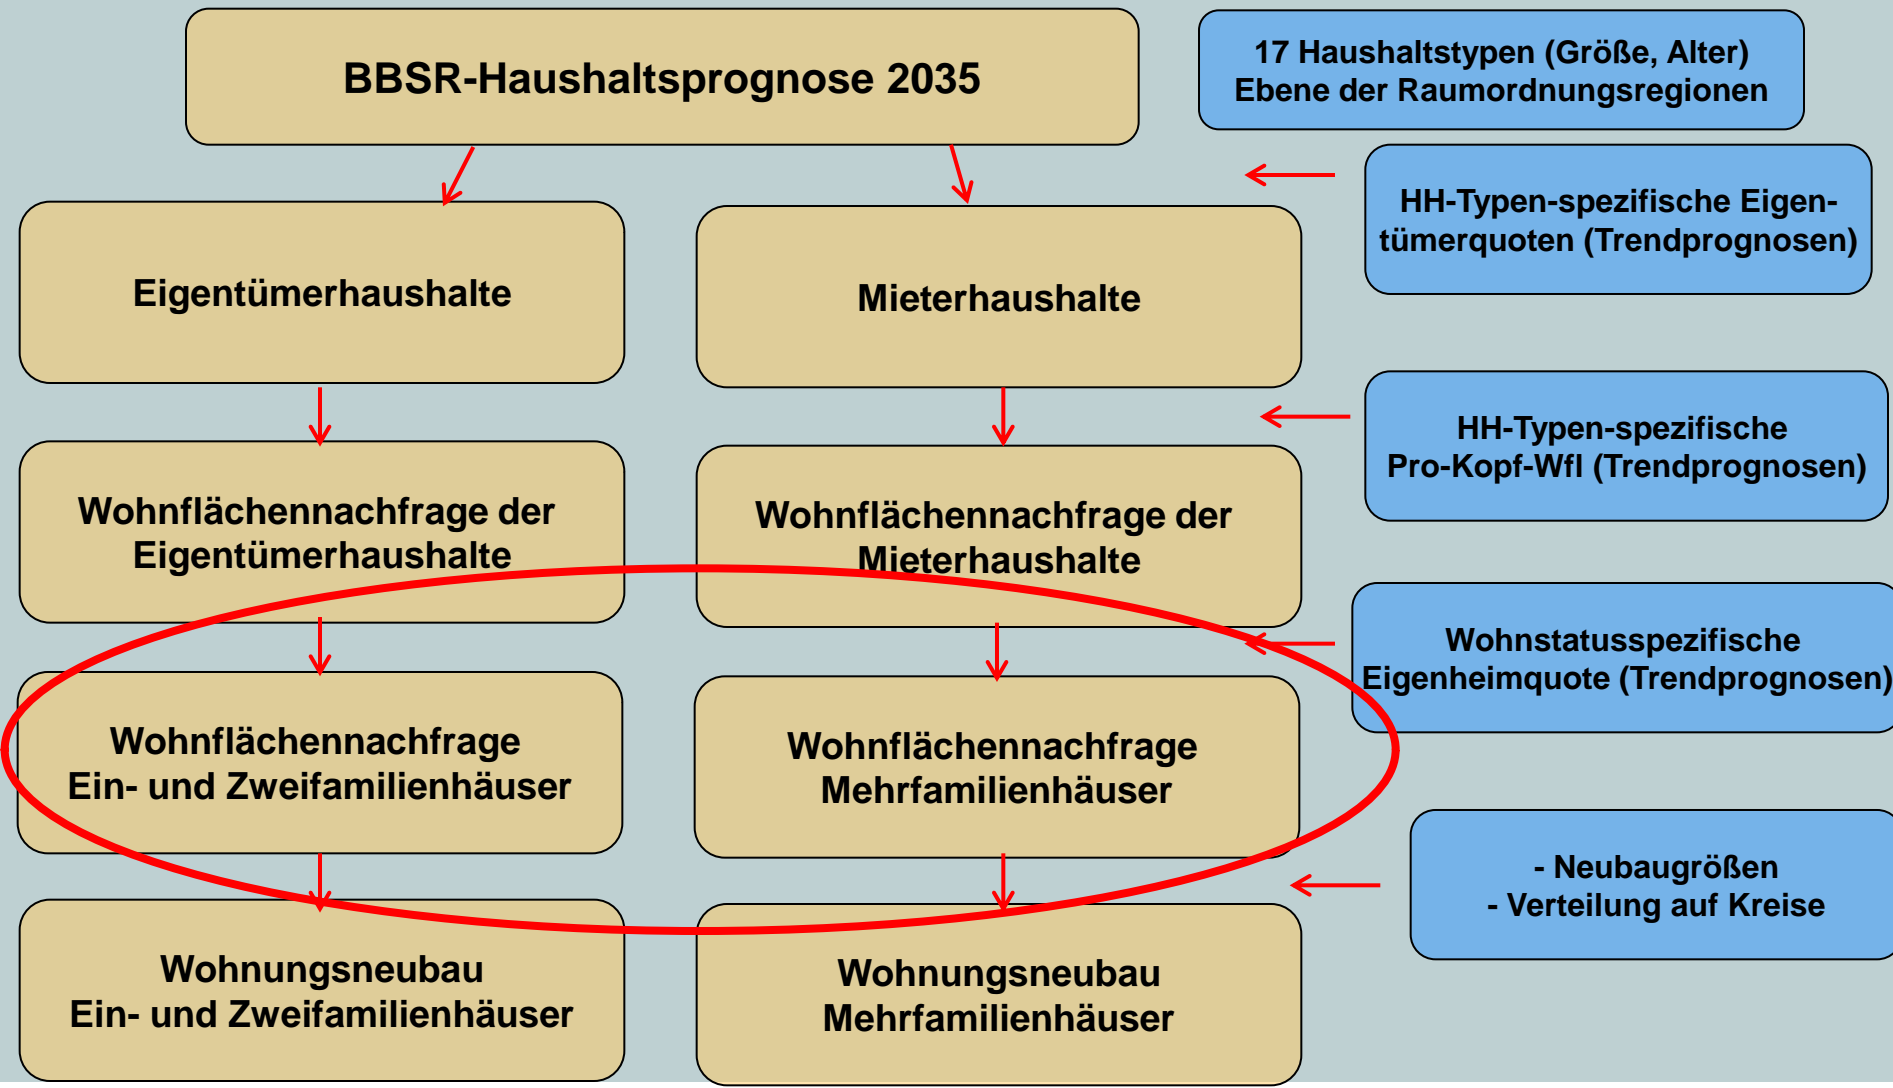 BBSR-Haushaltsprognose 2035
17 Haushaltstypen (Größe, Alter)
Ebene der Raumordnungsregionen
HH-Typen-spezifische Eigen-
tümerquoten (Trendprognosen)
Eigentümerhaushalte
Mieterhaushalte
HH-Typen-spezifische
Pro-Kopf-Wfl (Trendprognosen)
Wohnflächennachfrage der
Eigentümerhaushalte
Wohnflächennachfrage der
Mieterhaushalte
Wohnstatusspezifische
Eigenheimquote (Trendprognosen)
Wohnflächennachfrage
Ein- und Zweifamilienhäuser
Wohnflächennachfrage
Mehrfamilienhäuser
- Neubaugrößen
- Verteilung auf Kreise
Wohnungsneubau
Ein- und Zweifamilienhäuser
Wohnungsneubau
Mehrfamilienhäuser